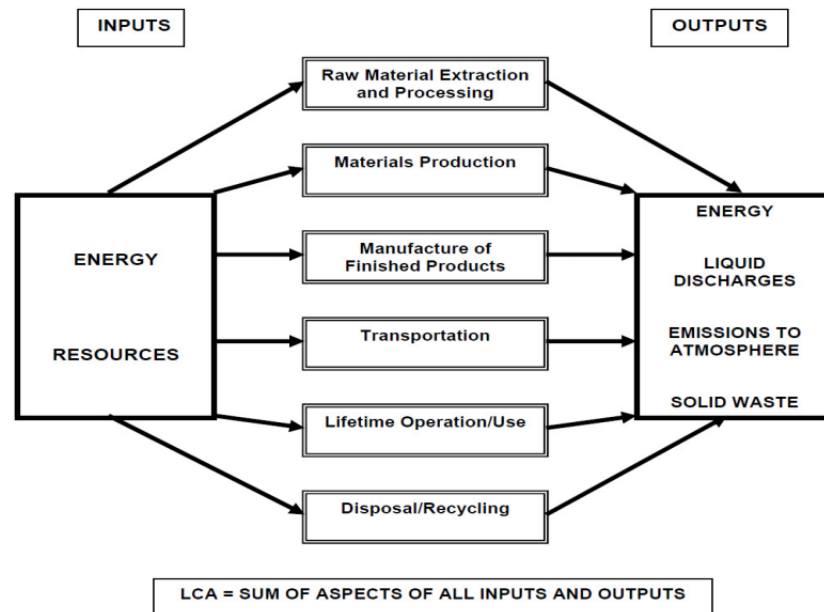 INPUTS
OUTPUTS
Raw Material Extraction
and Processing
Materials Production
Manufacture of
Finished Products
Transportation
Lifetime Operation/Use
Disposal/Recycling
ENERGY
RESOURCES
ENERGY
LIQUID
DISCHARGES
EMISSIONS TO
ATMOSPHERE
SOLID WASTE
LCA = SUM OF ASPECTS OF ALL INPUTS AND OUTPUTS